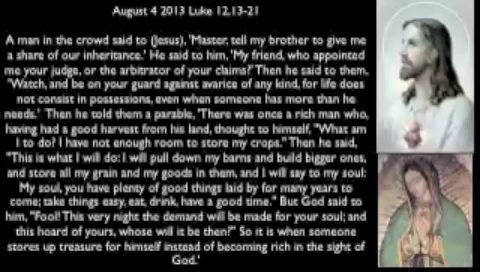 August 4 2013 Luke 12.13-21
A man in the crowd said to (Jesus), 'Master, tell my brother to give me
a share of our inheritance.' He said to him, 'My friend, who appointed
me your judge, or the arbitrator of your claims?' Then he said to them,
"Watch, and be on your guard against avarice of any kind, for life does
not consist in possessions, even when someone has more than he
needs.' Then he told them a parable, 'There was once a rich man who,
having had a good harvest from his land, thought to himself, "What am
I to do? I have not enough room to store my crops." Then he said,
"This is what I will do: I will pull down my barns and build bigger ones,
and store all my grain and my goods in them, and I will say to my soul:
My soul, you have plenty of good things laid by for many years to
come; take things easy, eat, drink, have a good time." But God said to
him, "Fool! This very night the demand will be made for your soul; and
this hoard of yours, whose will it be then?" So it is when someone
stores up treasure for himself instead of becoming rich in the sight of
God.'